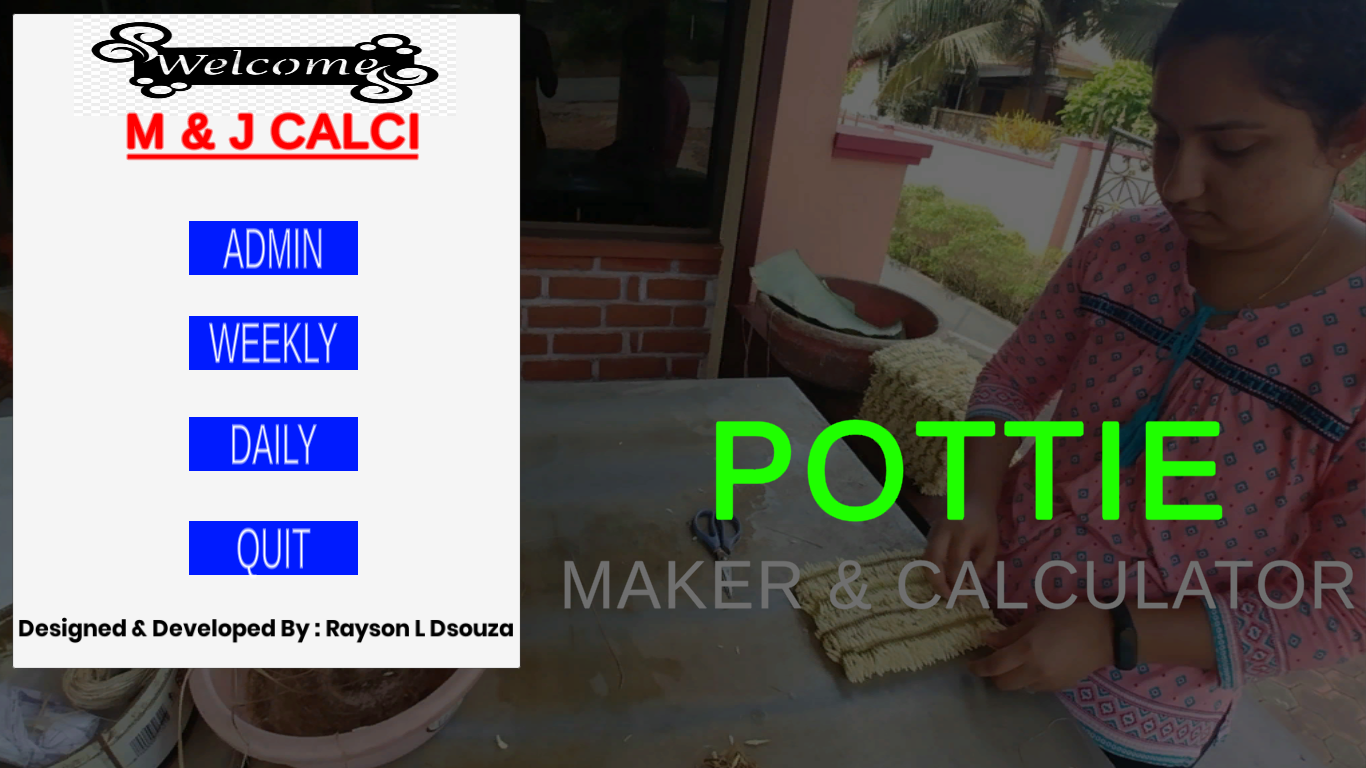 Welcome
M & J CALCI
ADMIN
WEEKLY
DAILY
QUIT
Designed & Developed By : Rayson L Dsouza
POTTIE
MAKER & CALCULATOR